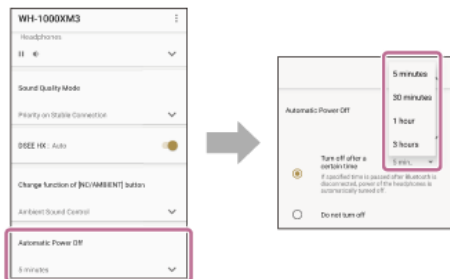 WH-1000XM3
Headphones
Sound Quality Mode
Priority on Stable Connection
DSEE HX : Auto
Change function of [NC/AMBIENT] button
Ambient Sound Control
Automatic Power Off
5 minutes
5 minutes
30 minutes
1 hour
3 hours
Automatic Power Off
Turn off after a
certain time
5 min.
If specified time is passed after Bluetooth is
disconnected, power of the headphones is
automatically turned off.
Do not turn off